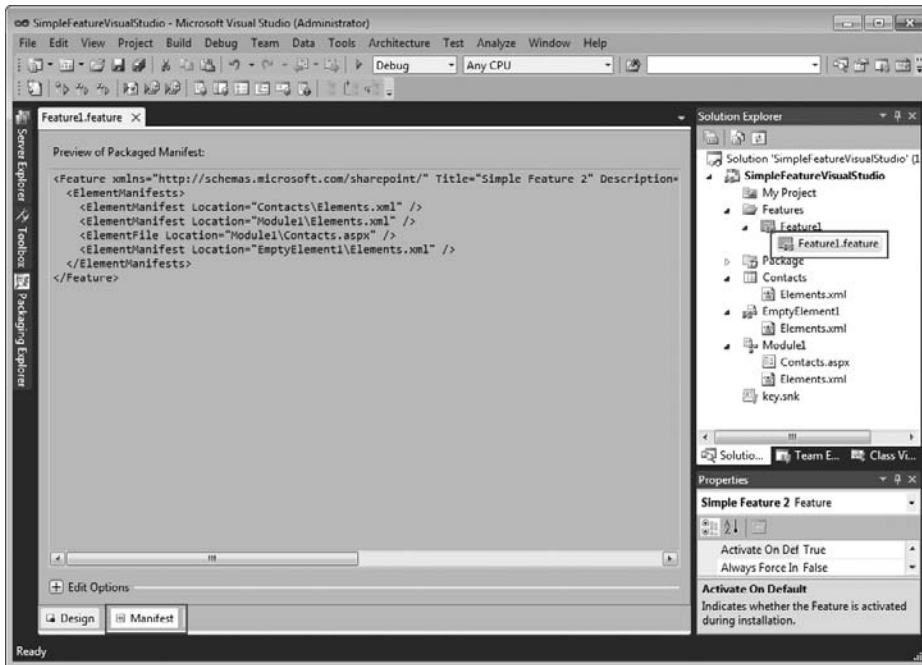 SimpleFeatureVisualStudio - Microsoft Visual Studio (Administrator)
File Edit View Project Build Debug Team Data Tools Architecture Test Analyze Window Help
Debug Any CPU
Server Explorer
Toolbox
Packaging Explorer
Feature1.feature
Preview of Packaged Manifest:
<Feature xmlns="http://schemas.microsoft.com/sharepoint/" Title="Simple Feature 2" Description=
<ElementManifests>
<ElementManifest Location="Contacts\Elements.xml" />
<ElementManifest Location="Module1\Elements.xml" />
<ElementFile Location="Module1\Contacts.aspx" />
<ElementManifest Location="EmptyElement1\Elements.xml" />
</ElementManifests>
</Feature>
Edit Options
Design Manifest
Solution Explorer
Solution 'SimpleFeatureVisualStudio' (1
SimpleFeatureVisualStudio
My Project
Features
Feature1
Feature1.feature
Package
Contacts
Elements.xml
EmptyElement1
Elements.xml
Module1
Contacts.aspx
Elements.xml
key.snk
Solutio... Team E... Class Vi...
Properties
Simple Feature 2 Feature
Activate On Def True
Always Force In False
Activate On Default
Indicates whether the Feature is activated
during installation.
Ready